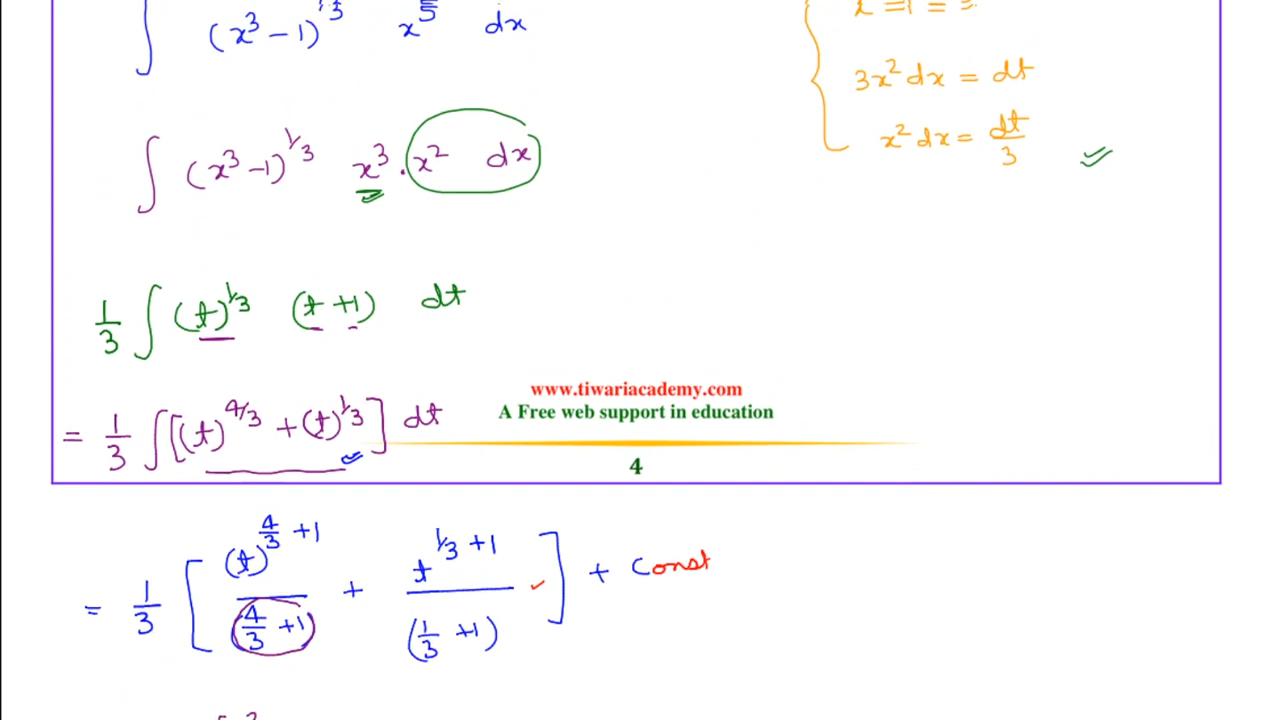 ∫ (x³ – 1)^{1/3} x⁵ dx
3x² dx = dt
x² dx = dt/3
∫ (x³ –1)^{1/3} x³ . x² dx
1/3 ∫ (t)^{1/3} (t +1) dt
www.tiwariacademy.com
A Free web support in education
= 1/3 ∫ [(t)^{4/3} + (t)^{1/3}] dt
4
= 1/3 [ (t)^{4/3 +1} / (4/3 +1) + t^{1/3 +1} / (1/3 +1) ] + Const